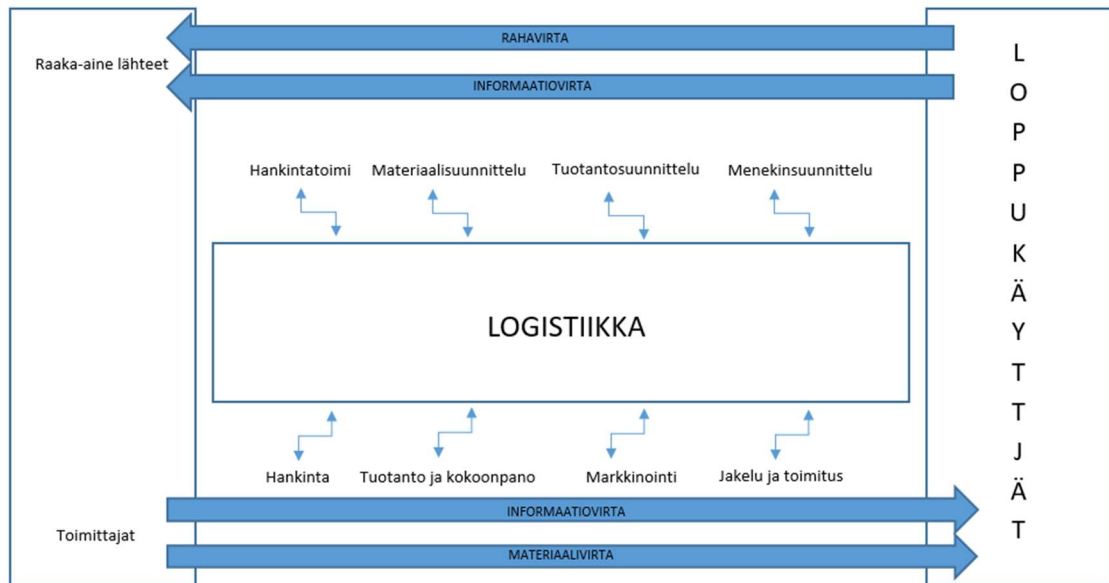 RAHAVIRTA
Raaka-aine lähteet
INFORMAATIOVIRTA
Hankintatoimi Materiaalisuunnittelu Tuotantosuunnittelu Menekinsuunnittelu
LOGISTIIKKA
Hankinta Tuotanto ja kokoonpano Markkinointi Jakelu ja toimitus
INFORMAATIOVIRTA
Toimittajat
MATERIAALIVIRTA
L
O
P
P
U
K
Ä
Y
T
T
J
Ä
T